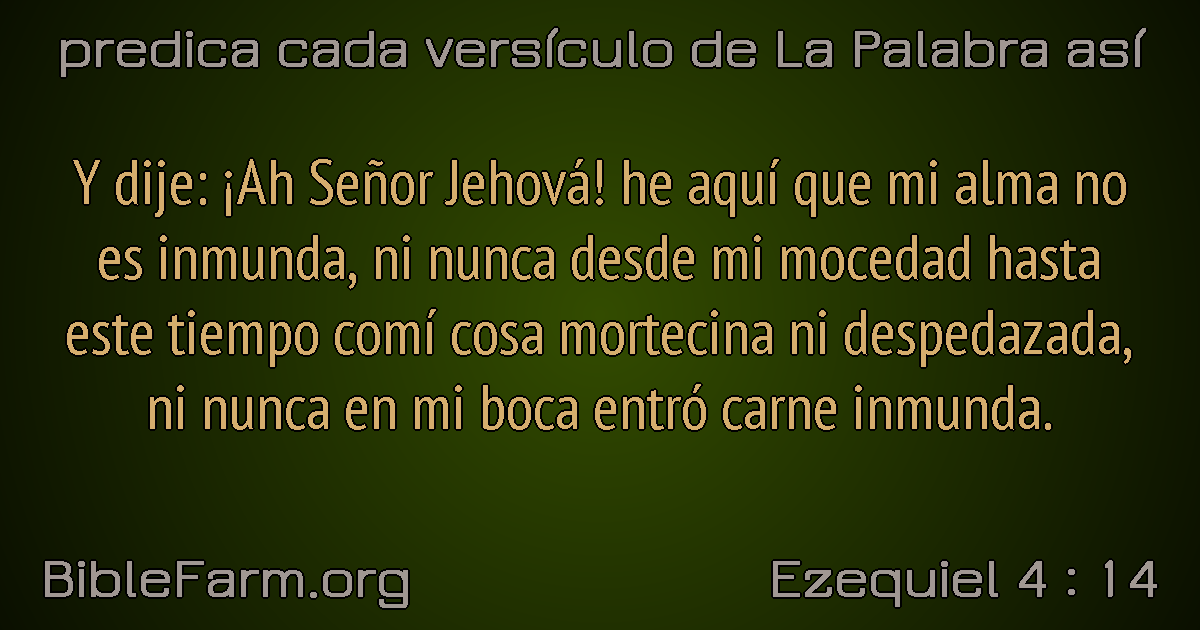 predica cada versículo de La Palabra así
Y dije: ¡Ah Señor Jehová! he aquí que mi alma no
es inmunda, ni nunca desde mi mocedad hasta
este tiempo comí cosa mortecina ni despedazada,
ni nunca en mi boca entró carne inmunda.
BibleFarm.org
Ezequiel 4 : 14